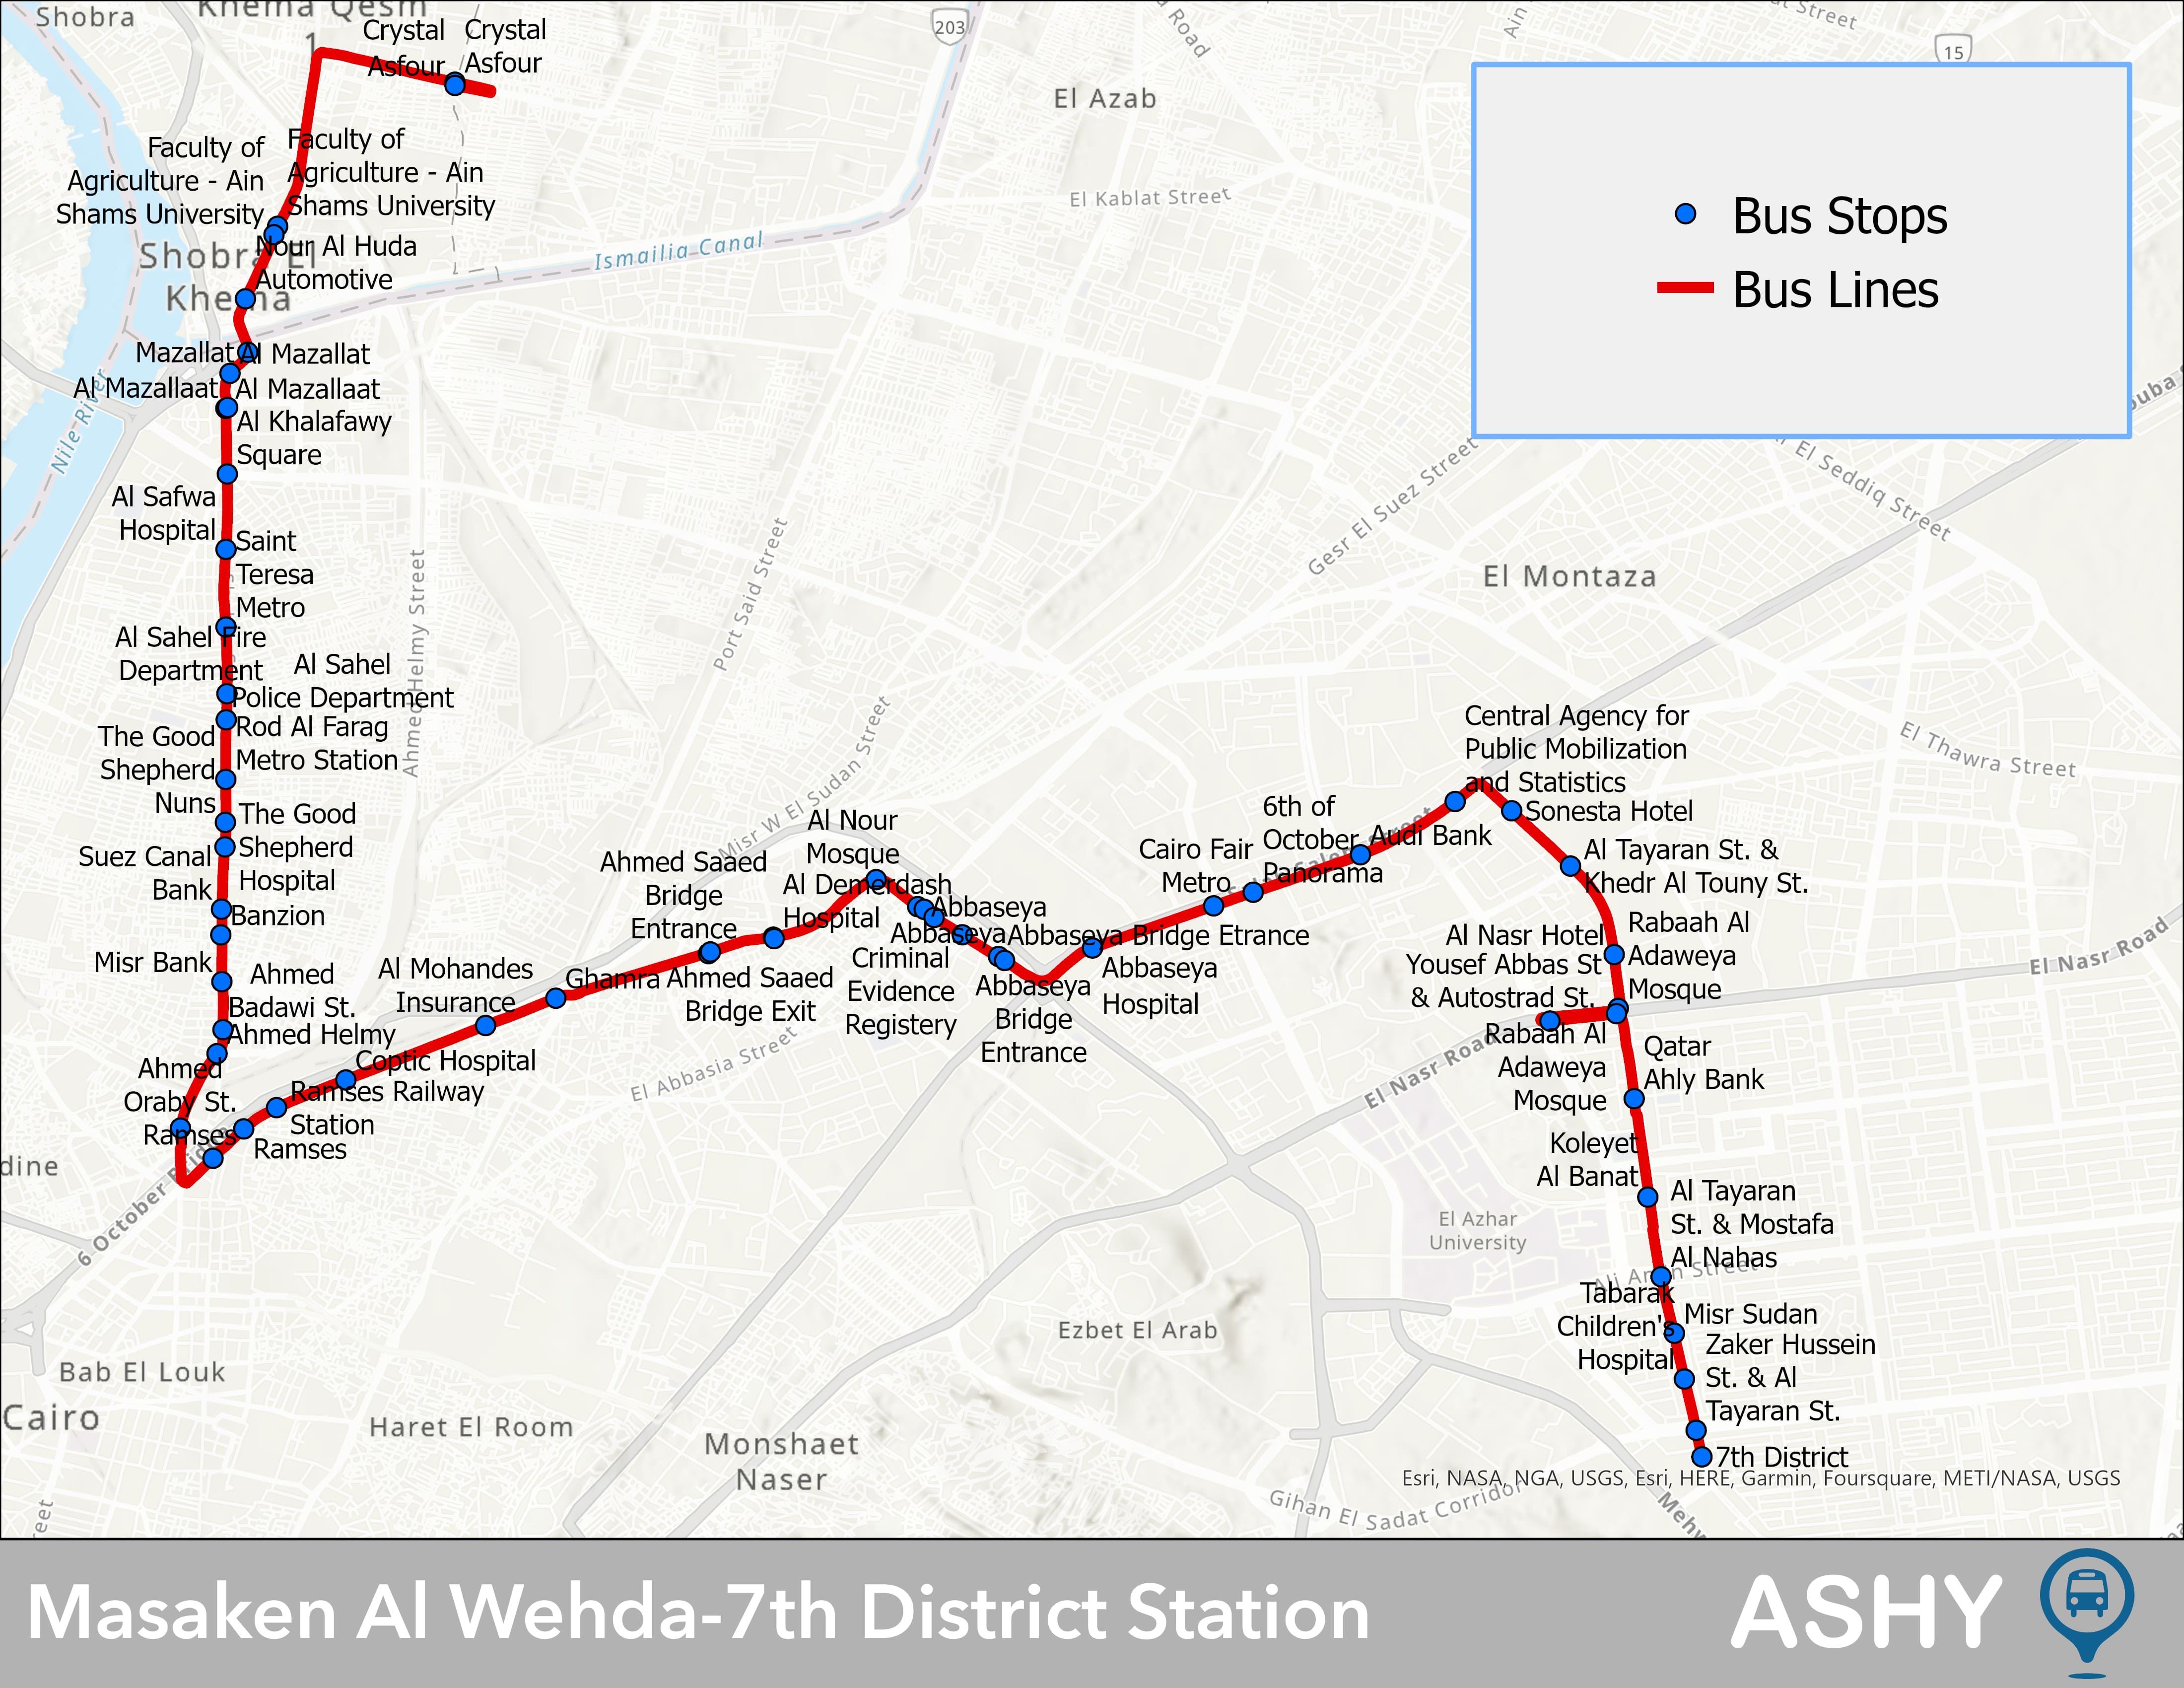 Shobra
Khema Qesm
1
Crystal
Asfour
Crystal
Asfour
203
15
El Azab
Faculty of
Agriculture - Ain
Shams University
Faculty of
Agriculture - Ain
Shams University
El Kablat Street
Bus Stops
Bus Lines
Shobra El
Khema
Nour Al Huda
Automotive
Ismailia Canal
Mazallat
Al Mazallat
Al Mazallaat
Al Mazallaat
Nile River
Al Khalafawy
Square
Gesr El Suez Street
El Seddiq Street
Al Safwa
Hospital
Saint
Teresa
Metro
Port Said Street
Ahmed Helmy Street
El Montaza
Al Sahel Fire
Department
Al Sahel
Police Department
The Good
Shepherd
Nuns
Rod Al Farag
Metro Station
Central Agency for
Public Mobilization
and Statistics
El Thawra Street
Misr W El Sudan Street
The Good
Shepherd
Hospital
Suez Canal
Bank
Al Nour
Mosque
6th of
October
Panorama
Audi Bank
Sonesta Hotel
Cairo Fair
Metro
Al Tayaran St. &
Khedr Al Touny St.
Ahmed Saaed
Bridge
Entrance
Al Demerdash
Hospital
Banzion
Abbaseya
Abbaseya
Abbaseya Bridge Etrance
Al Nasr Hotel
Rabaah Al
Adaweya
Mosque
Yousef Abbas St
& Autostrad St.
El Nasr Road
Misr Bank
Ahmed
Badawi St.
Al Mohandes
Insurance
Ghamra
Ahmed Saaed
Bridge Exit
Criminal
Evidence
Registery
Abbaseya
Bridge
Entrance
Abbaseya
Hospital
Ahmed Helmy
El Abbasia Street
El Nasr Road
Rabaah Al
Adaweya
Mosque
Qatar
Ahly Bank
Ahmed
Oraby St.
Coptic Hospital
Ramses Railway
Station
Ramses
Ramses
dine
6 October Bridge
Koleyet
Al Banat
Al Tayaran
St. & Mostafa
Al Nahas
El Azhar
University
Ali Amin Street
Tabarak
Children's
Hospital
Misr Sudan
Zaker Hussein
St. & Al
Tayaran St.
Ezbet El Arab
Bab El Louk
Cairo
Haret El Room
Monshaet
Naser
7th District
Esri, NASA, NGA, USGS, Esri, HERE, Garmin, Foursquare, METI/NASA, USGS
Gihan El Sadat Corridor
Masaken Al Wehda-7th District Station
ASHY